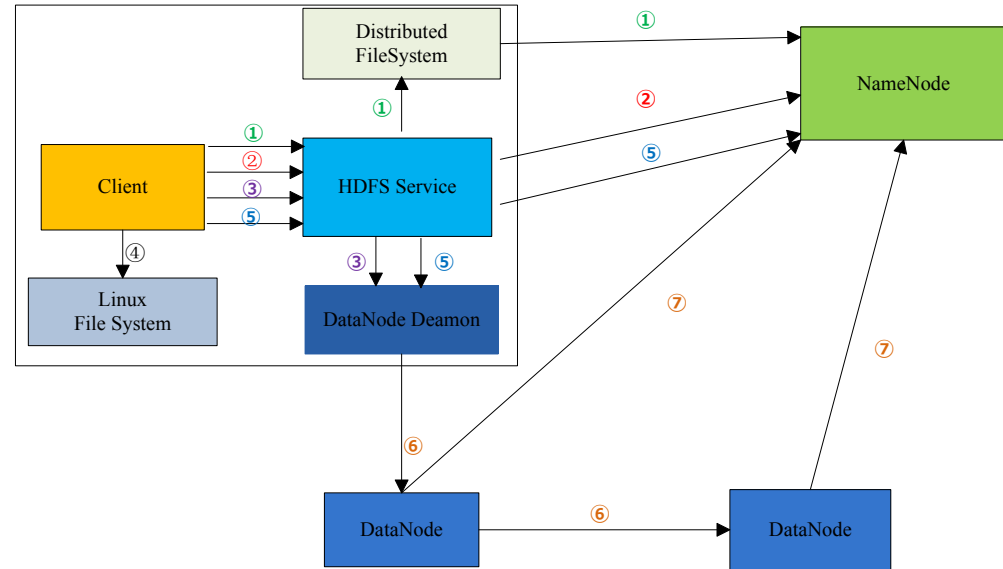 Distributed
FileSystem
①
NameNode
①
②
①
②
③
⑤
Client
HDFS Service
⑤
④
③
⑤
Linux
File System
DataNode Deamon
⑦
⑦
⑥
DataNode
⑥
DataNode